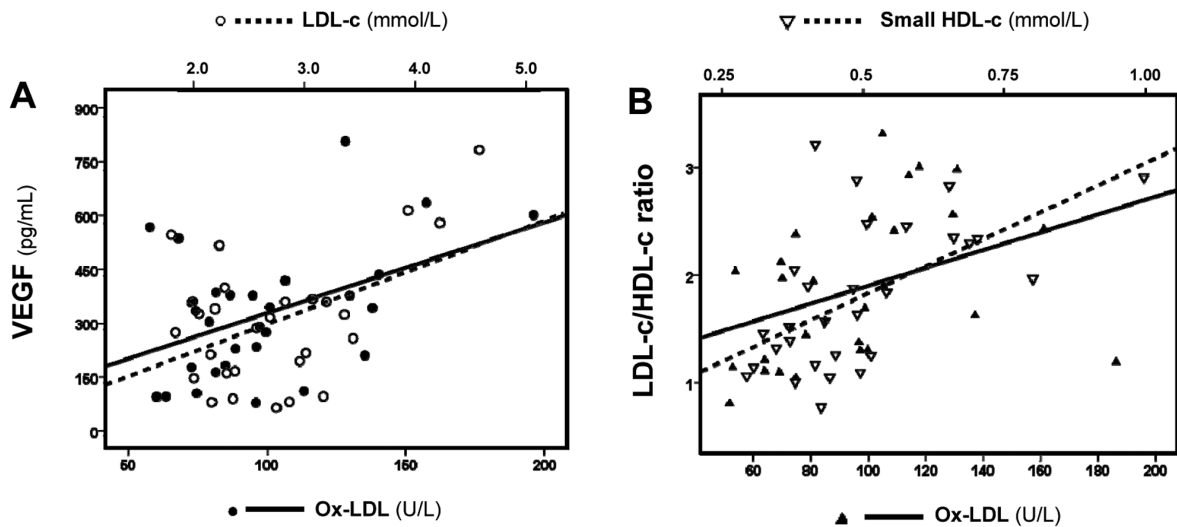 LDL-c (mmol/L)
Small HDL-c (mmol/L)
2.0 3.0 4.0 5.0
0.25 0.5 0.75 1.00
A
B
VEGF (pg/mL)
900
750
600
450
300
150
0
50 100 150 200
Ox-LDL (U/L)
LDL-c/HDL-c ratio
3
2
1
60 80 100 120 140 160 180 200
Ox-LDL (U/L)